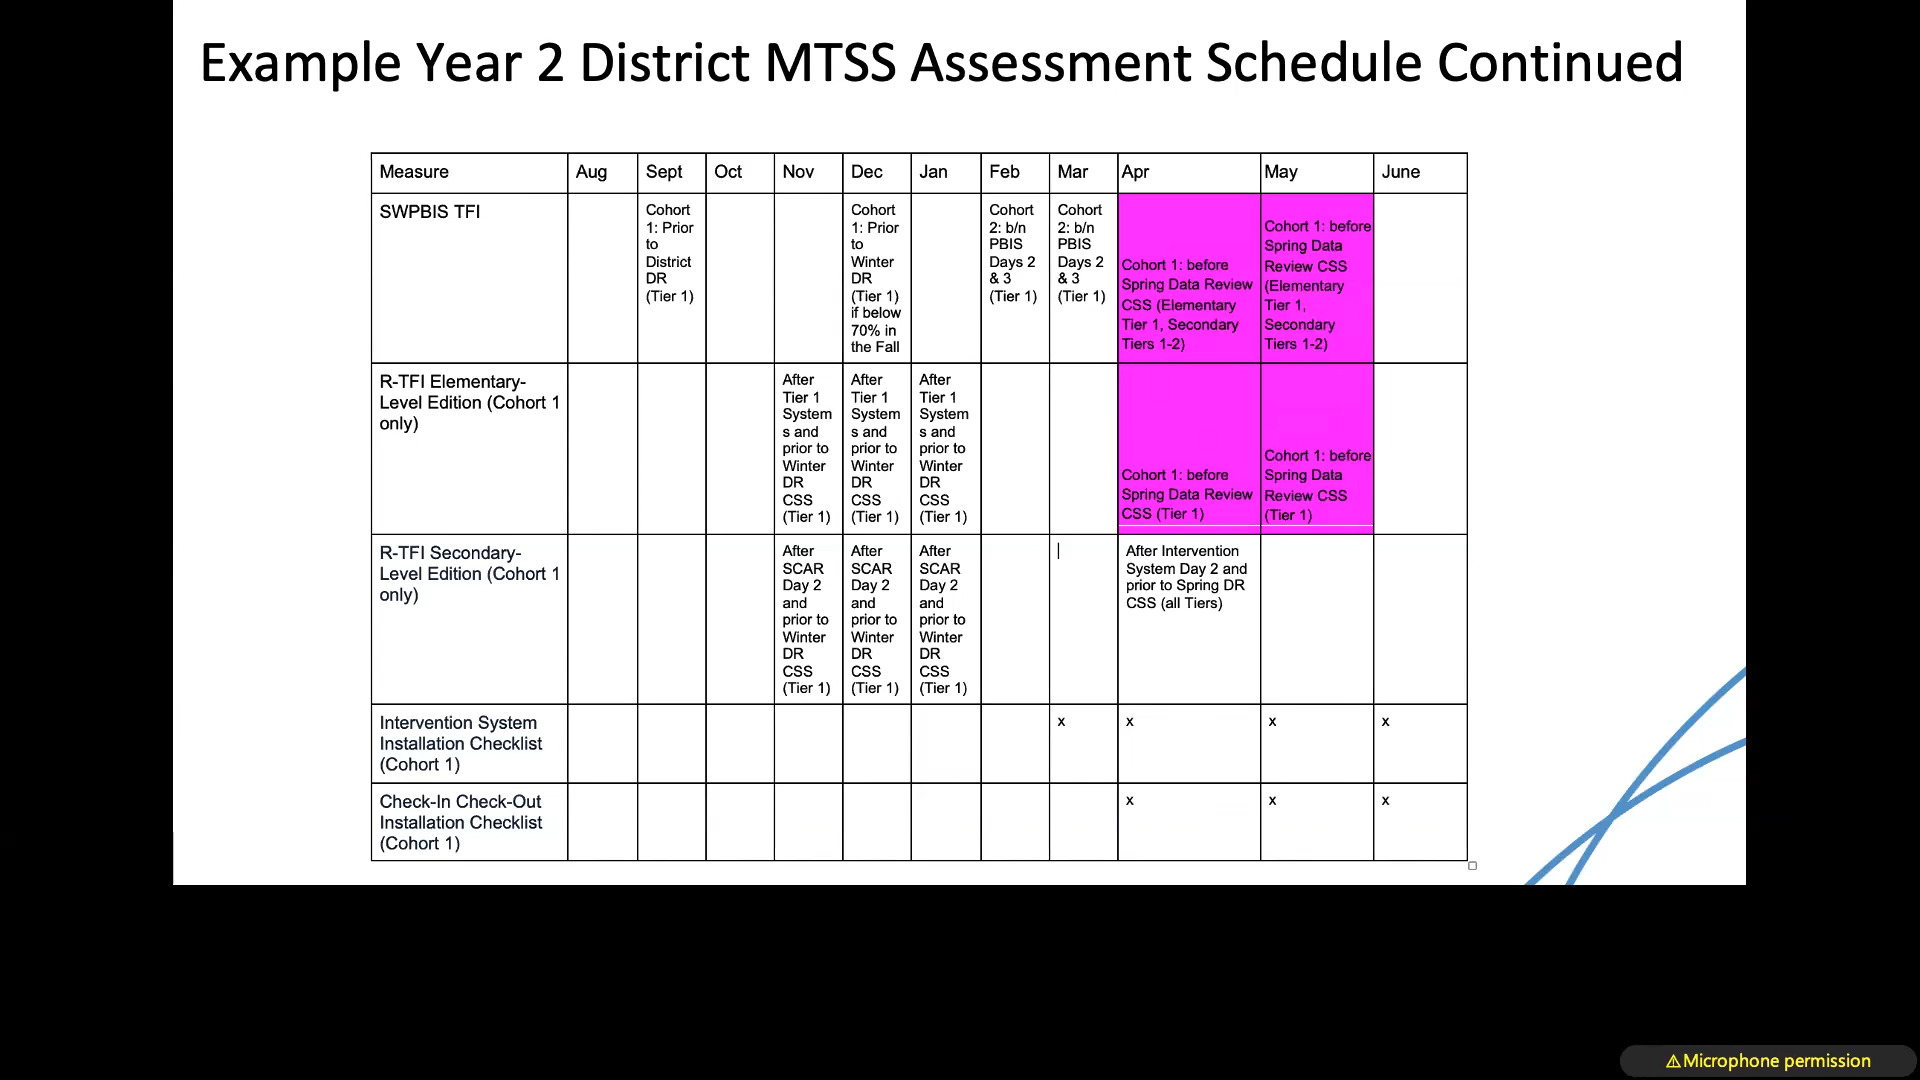 Example Year 2 District MTSS Assessment Schedule Continued
Measure
Aug
Sept
Oct
Nov
Dec
Jan
Feb
Mar
Apr
May
June
SWPBIS TFI
Cohort
1: Prior
to
District
DR
(Tier 1)
Cohort
1: Prior
to
Winter
DR
(Tier 1)
if below
70% in
the Fall
Cohort
2: b/n
PBIS
Days 2
& 3
(Tier 1)
Cohort
2: b/n
PBIS
Days 2
& 3
(Tier 1)
Cohort 1: before
Spring Data Review
CSS (Elementary
Tier 1, Secondary
Tiers 1-2)
Cohort 1: before
Spring Data
Review CSS
(Elementary
Tier 1,
Secondary
Tiers 1-2)
R-TFI Elementary-
Level Edition (Cohort 1
only)
After
Tier 1
System
s and
prior to
Winter
DR
CSS
(Tier 1)
After
Tier 1
System
s and
prior to
Winter
DR
CSS
(Tier 1)
After
Tier 1
System
s and
prior to
Winter
DR
CSS
(Tier 1)
Cohort 1: before
Spring Data Review
CSS (Tier 1)
Cohort 1: before
Spring Data
Review CSS
(Tier 1)
R-TFI Secondary-
Level Edition (Cohort 1
only)
After
SCAR
Day 2
and
prior to
Winter
DR
CSS
(Tier 1)
After
SCAR
Day 2
and
prior to
Winter
DR
CSS
(Tier 1)
After
SCAR
Day 2
and
prior to
Winter
DR
CSS
(Tier 1)
After Intervention
System Day 2 and
prior to Spring DR
CSS (all Tiers)
Intervention System
Installation Checklist
(Cohort 1)
x
x
x
x
Check-In Check-Out
Installation Checklist
(Cohort 1)
x
x
x
⚠Microphone permission